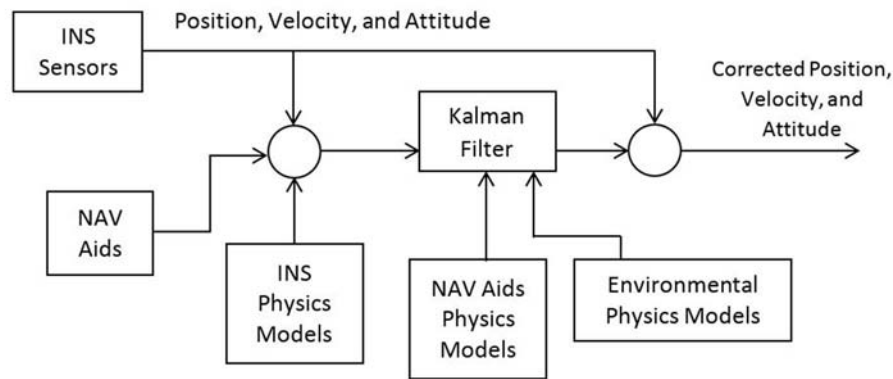 INS
Sensors
Position, Velocity, and Attitude
Corrected Position,
Velocity, and
Attitude
Kalman
Filter
NAV
Aids
INS
Physics
Models
NAV Aids
Physics
Models
Environmental
Physics Models